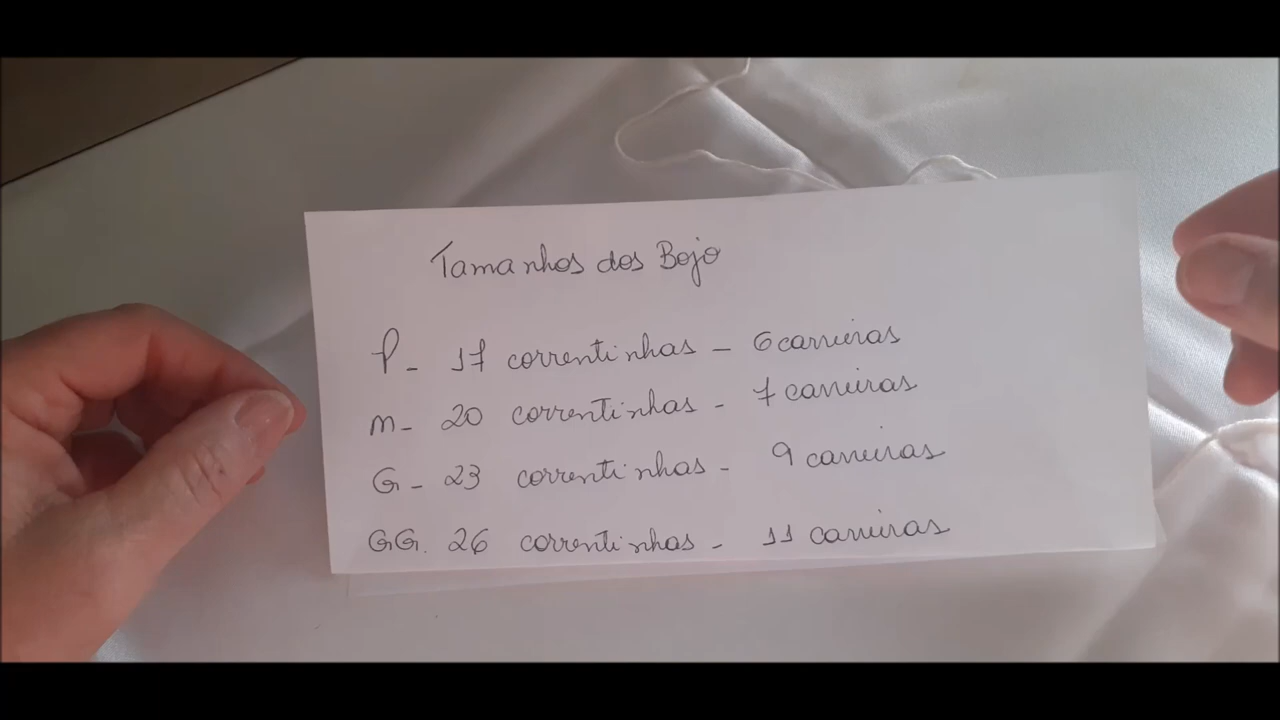 Tamanhos dos Bojo
P - 17 correntinhas - 6 carreiras
M - 20 correntinhas - 7 carreiras
G - 23 correntinhas - 9 carreiras
GG. 26 correntinhas - 11 carreiras